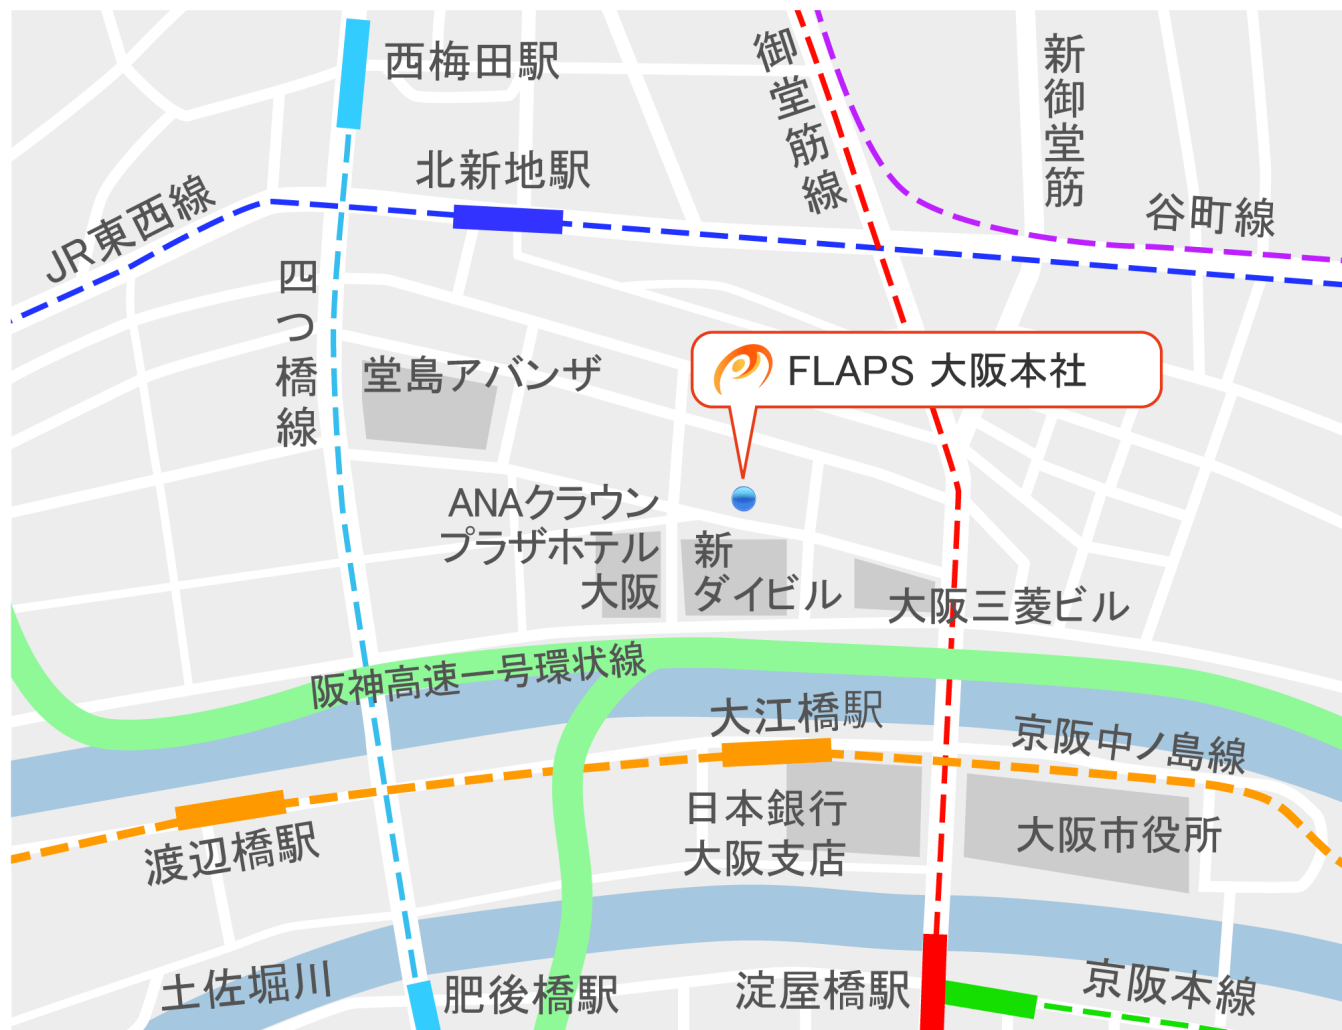 西梅田駅
御堂筋線
新御堂筋
北新地駅
JR東西線
谷町線
四つ橋線
堂島アバンザ
FLAPS 大阪本社
ANAクラウン
プラザホテル
大阪
新
ダイビル
大阪三菱ビル
阪神高速一号環状線
大江橋駅
京阪中ノ島線
日本銀行
大阪支店
大阪市役所
渡辺橋駅
土佐堀川
肥後橋駅
淀屋橋駅
京阪本線